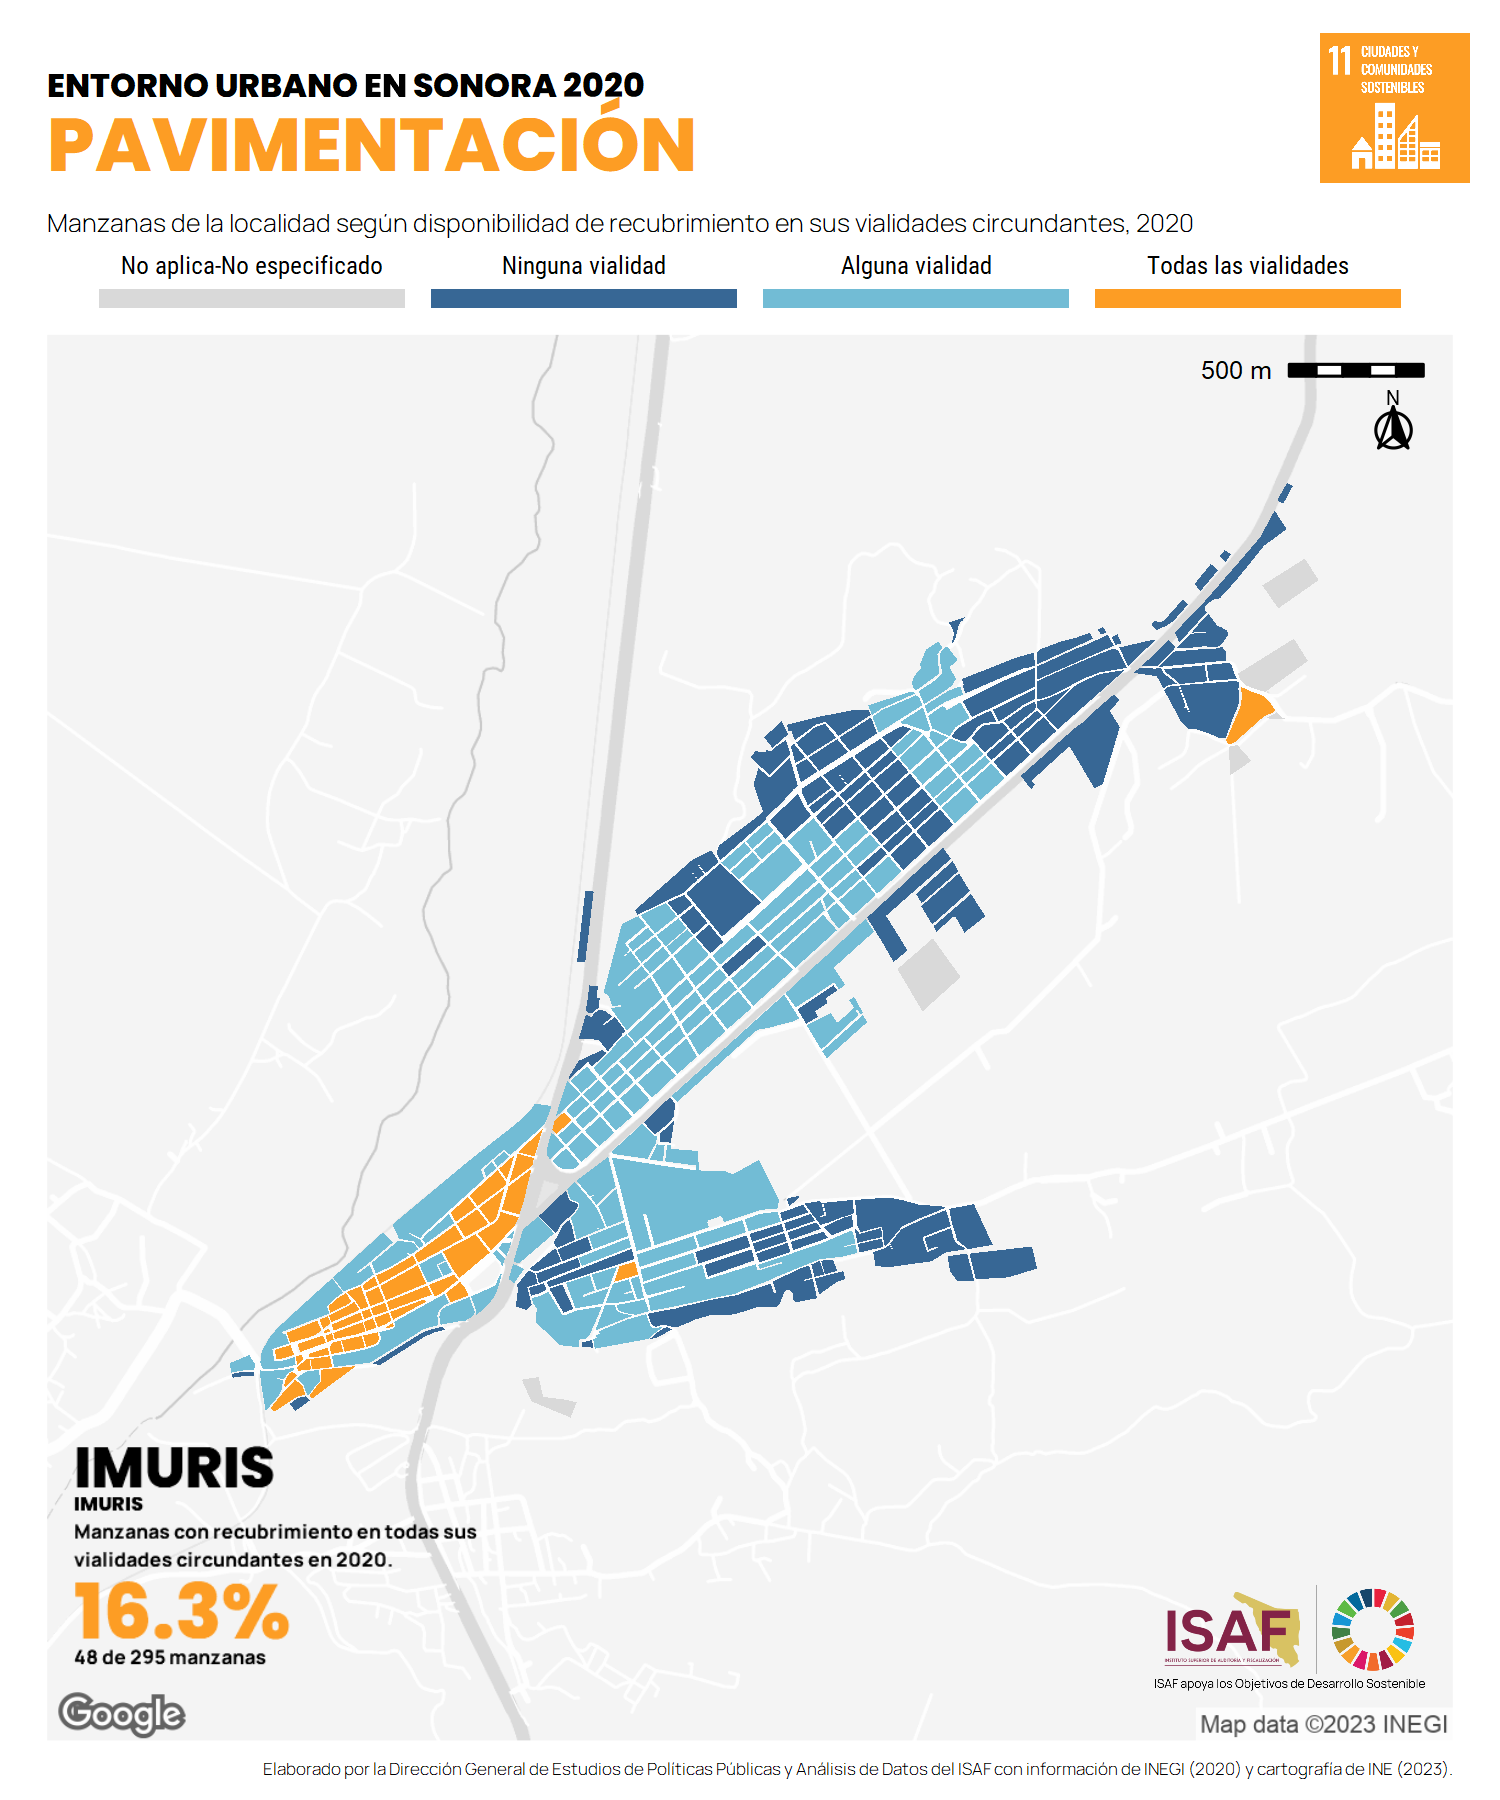 ENTORNO URBANO EN SONORA 2020
PAVIMENTACIÓN
11
CIUDADES Y
COMUNIDADES
SOSTENIBLES
Manzanas de la localidad según disponibilidad de recubrimiento en sus vialidades circundantes, 2020
No aplica-No especificado
Ninguna vialidad
Alguna vialidad
Todas las vialidades
500 m
N
IMURIS
IMURIS
Manzanas con recubrimiento en todas sus
vialidades circundantes en 2020.
16.3%
48 de 295 manzanas
Google
ISAF
INSTITUTO SUPERIOR DE AUDITORÍA Y FISCALIZACIÓN
ISAF apoya los Objetivos de Desarrollo Sostenible
Map data ©2023 INEGI
Elaborado por la Dirección General de Estudios de Políticas Públicas y Análisis de Datos del ISAF con información de INEGI (2020) y cartografía de INE (2023).